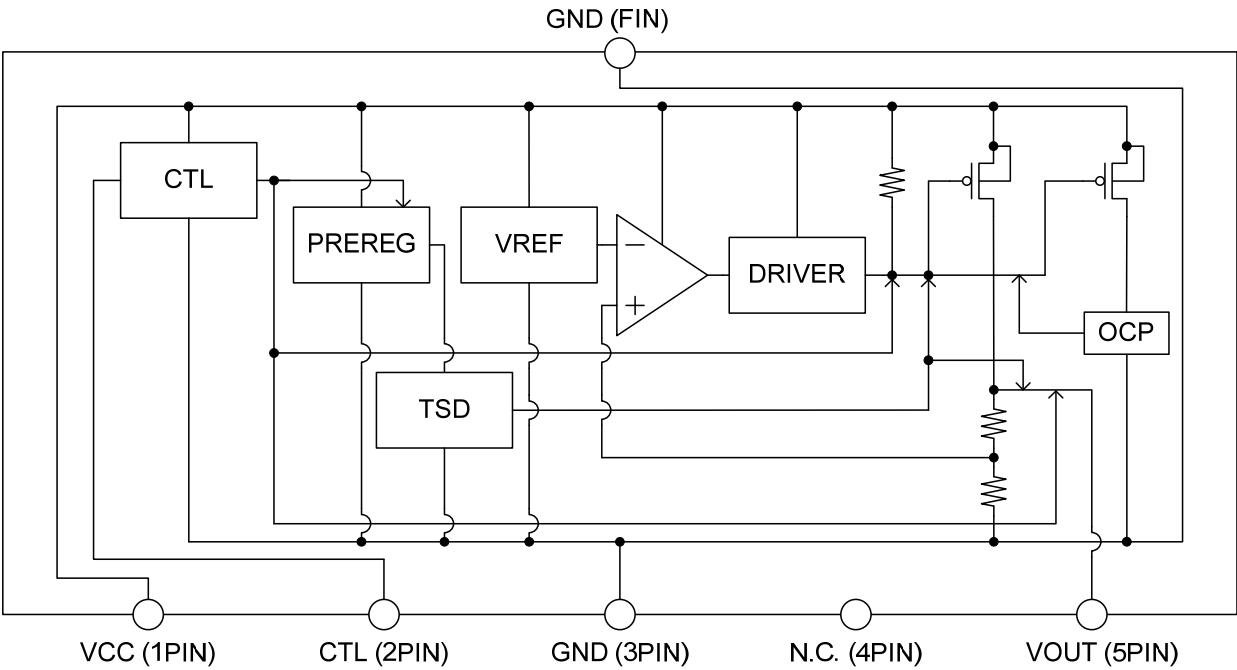 GND (FIN)
CTL
PREREG
VREF
−
+
DRIVER
OCP
TSD
VCC (1PIN)
CTL (2PIN)
GND (3PIN)
N.C. (4PIN)
VOUT (5PIN)